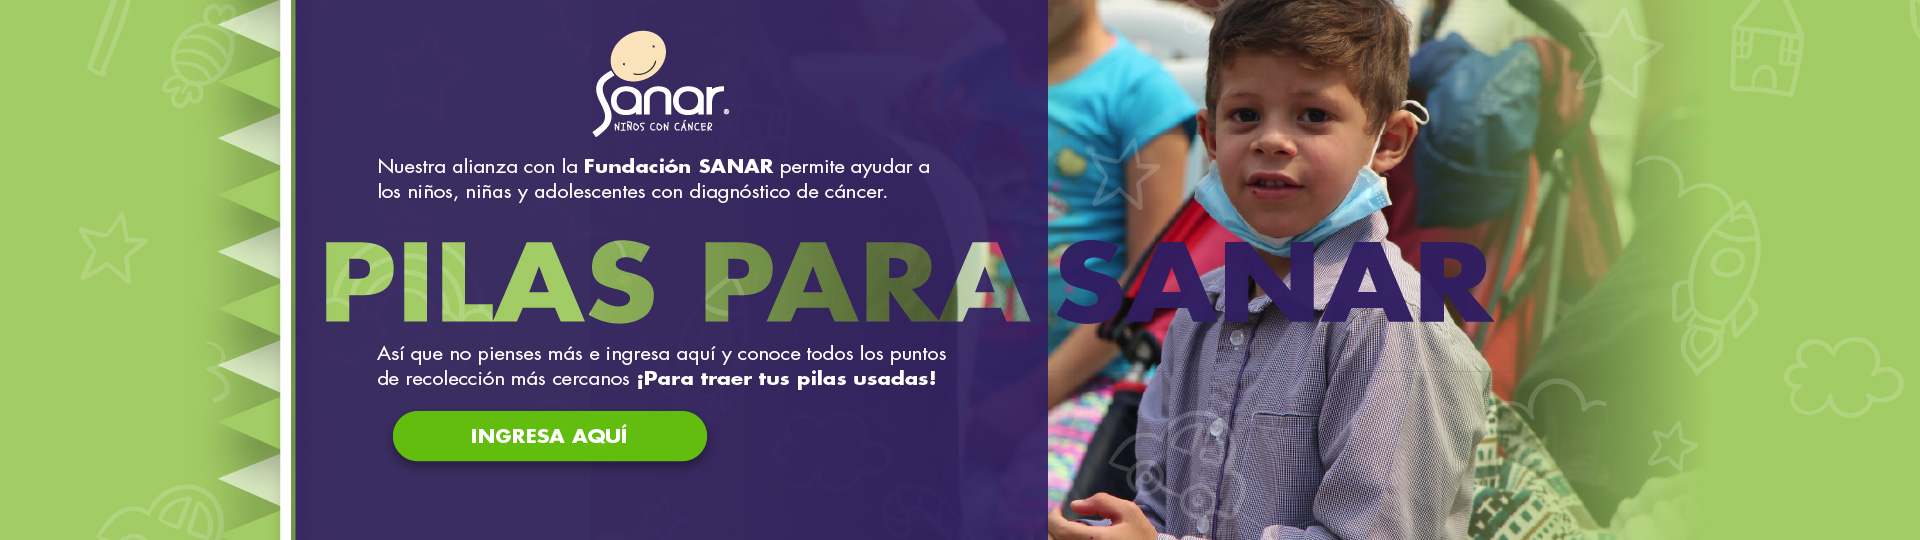 Sanar®
NIÑOS CON CÁNCER
Nuestra alianza con la Fundación SANAR permite ayudar a
los niños, niñas y adolescentes con diagnóstico de cáncer.
PILAS PARA SANAR
Así que no pienses más e ingresa aquí y conoce todos los puntos
de recolección más cercanos ¡Para traer tus pilas usadas!
INGRESA AQUÍ